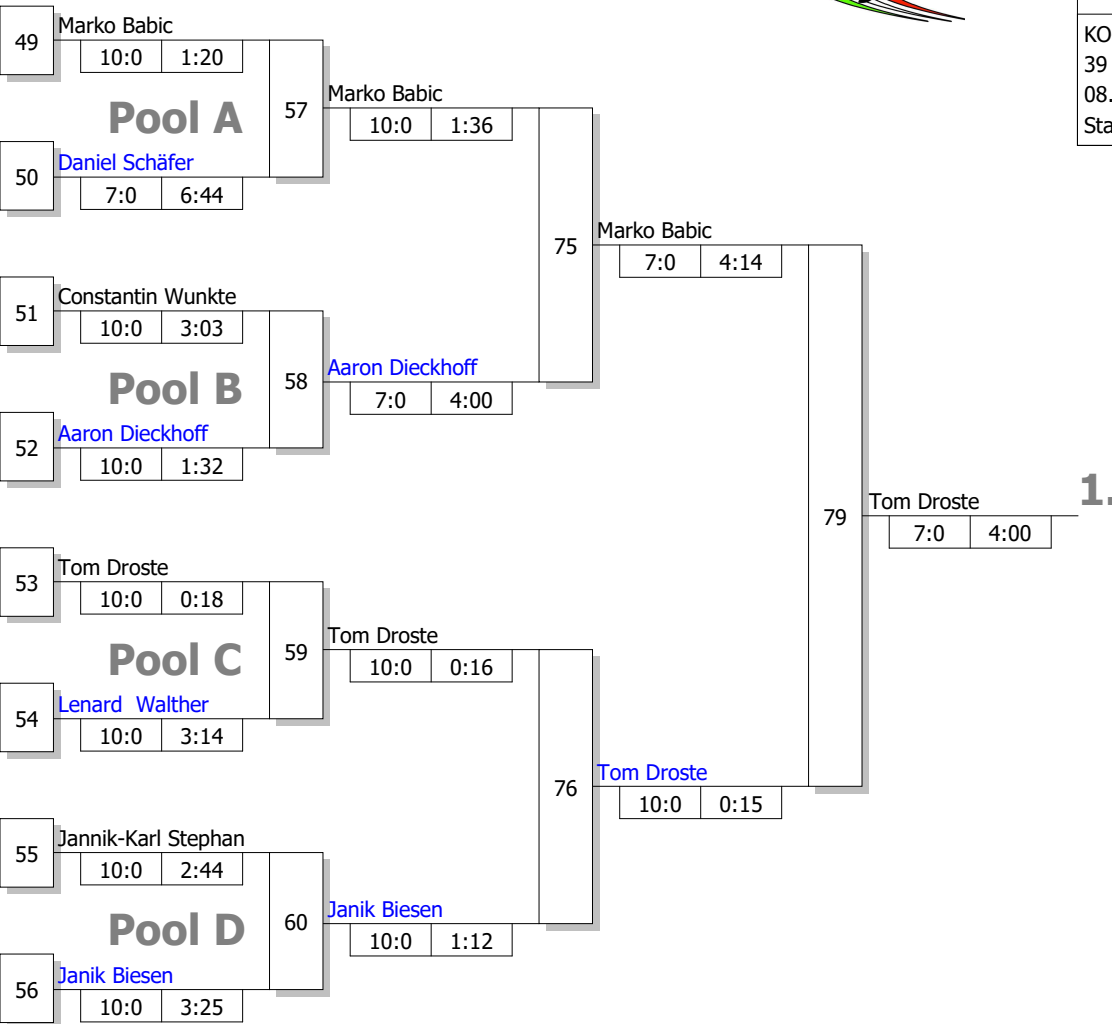 KO
39
08.
Sta
49
Marko Babic
10:0 1:20
Pool A
57
Marko Babic
10:0 1:36
50
Daniel Schäfer
7:0 6:44
75
Marko Babic
7:0 4:14
51
Constantin Wunkte
10:0 3:03
Pool B
58
Aaron Dieckhoff
7:0 4:00
52
Aaron Dieckhoff
10:0 1:32
79
Tom Droste
7:0 4:00
1.
53
Tom Droste
10:0 0:18
Pool C
59
Tom Droste
10:0 0:16
54
Lenard Walther
10:0 3:14
76
Tom Droste
10:0 0:15
55
Jannik-Karl Stephan
10:0 2:44
Pool D
60
Janik Biesen
10:0 1:12
56
Janik Biesen
10:0 3:25